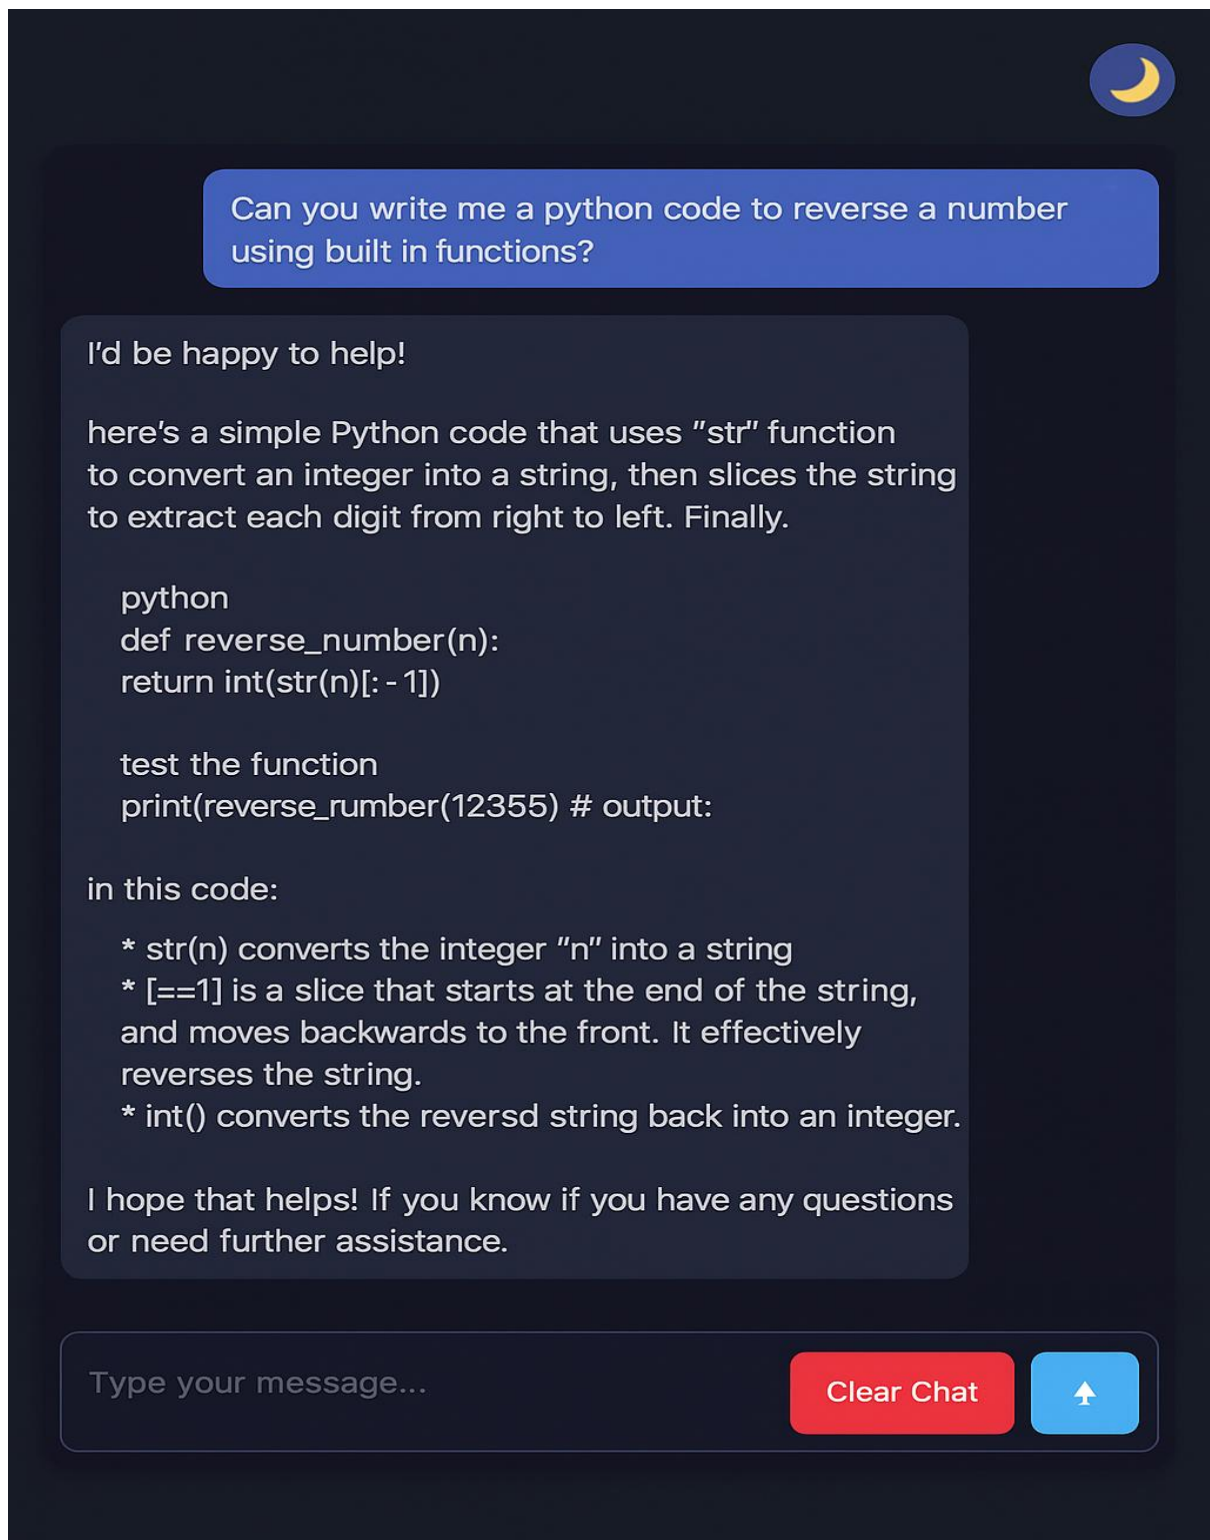 Can you write me a python code to reverse a number
using built in functions?
I'd be happy to help!
here's a simple Python code that uses "str" function
to convert an integer into a string, then slices the string
to extract each digit from right to left. Finally.
python
def reverse_number(n):
return int(str(n)[:-1])
test the function
print(reverse_rumber(12355) # output:
in this code:
* str(n) converts the integer "n" into a string
* [==1] is a slice that starts at the end of the string,
and moves backwards to the front. It effectively
reverses the string.
* int() converts the reversd string back into an integer.
I hope that helps! If you know if you have any questions
or need further assistance.
Type your message...
Clear Chat